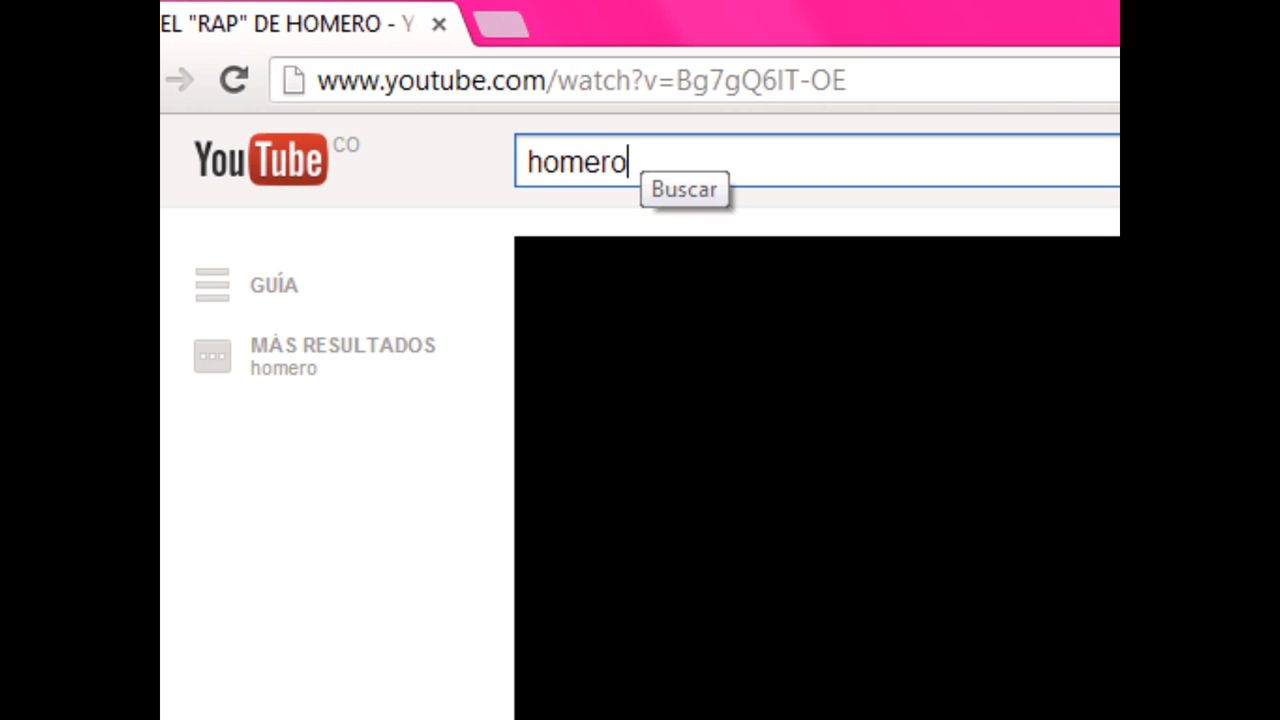 EL "RAP" DE HOMERO - Y
www.youtube.com/watch?v=Bg7gQ6IT-OE
YouTube CO
homero
Buscar
GUÍA
MÁS RESULTADOS
homero